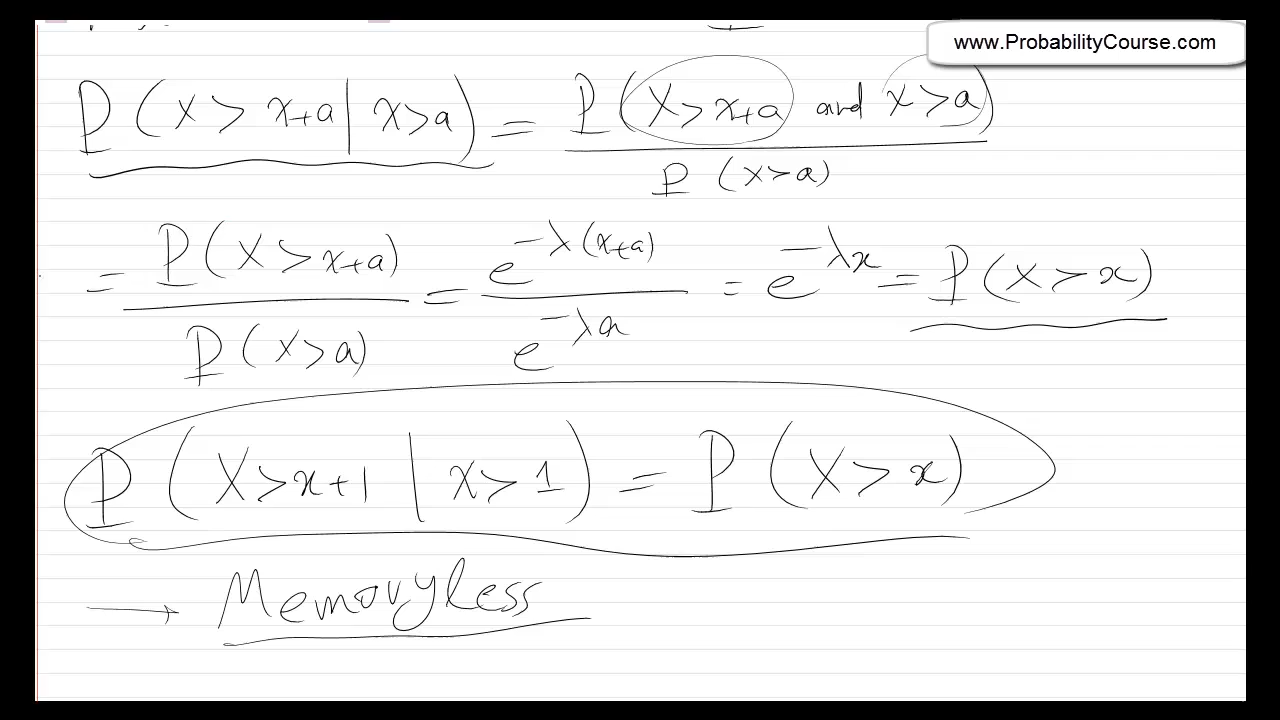 www.ProbabilityCourse.com
P(X > x+a | X > a) = P(X > x+a and X > a) / P(X > a)
= P(X > x+a) / P(X > a) = e^{-λ(x+a)} / e^{-λa} = e^{-λx} = P(X > x)
P(X > x+1 | X > 1) = P(X > x)
→ Memoryless